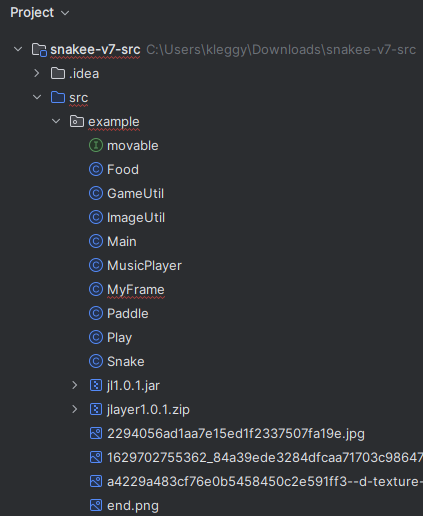 Project
snakee-v7-src C:\Users\kleggy\Downloads\snakee-v7-src
.idea
src
example
movable
Food
GameUtil
ImageUtil
Main
MusicPlayer
MyFrame
Paddle
Play
Snake
jl1.0.1.jar
jlayer1.0.1.zip
2294056ad1aa7e15ed1f2337507fa19e.jpg
1629702755362_84a39ede3284dfcaa71703c98647
a4229a483cf76e0b5458450c2e591ff3--d-texture-
end.png